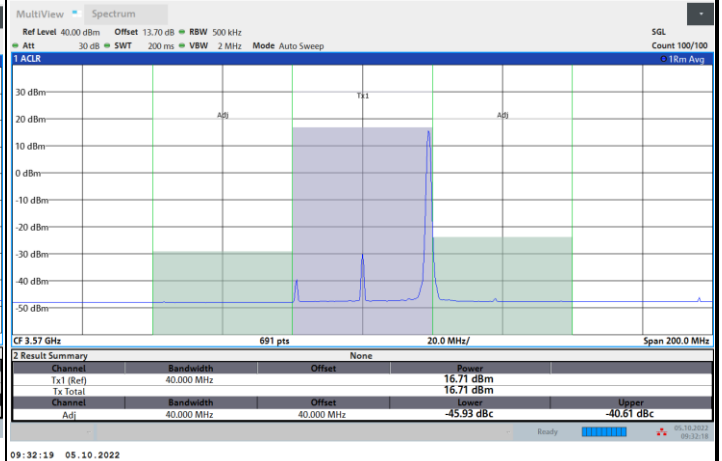 MultiView Spectrum
Ref Level 40.00 dBm Offset 13.70 dB RBW 500 kHz SGL
Att 30 dB SWT 200 ms VBW 2 MHz Mode Auto Sweep Count 100/100
1 ACLR 1Rm Avg
30 dBm
Tx1
20 dBm Adj Adj
10 dBm
0 dBm
-10 dBm
-20 dBm
-30 dBm
-40 dBm
-50 dBm
CF 3.57 GHz 691 pts 20.0 MHz/ Span 200.0 MHz
2 Result Summary None
Channel Bandwidth Offset Power
Tx1 (Ref) 40.000 MHz 16.71 dBm
Tx Total 16.71 dBm
Channel Bandwidth Offset Lower Upper
Adj 40.000 MHz 40.000 MHz -45.93 dBc -40.61 dBc
Ready 05.10.2022
09:32:18
09:32:19 05.10.2022